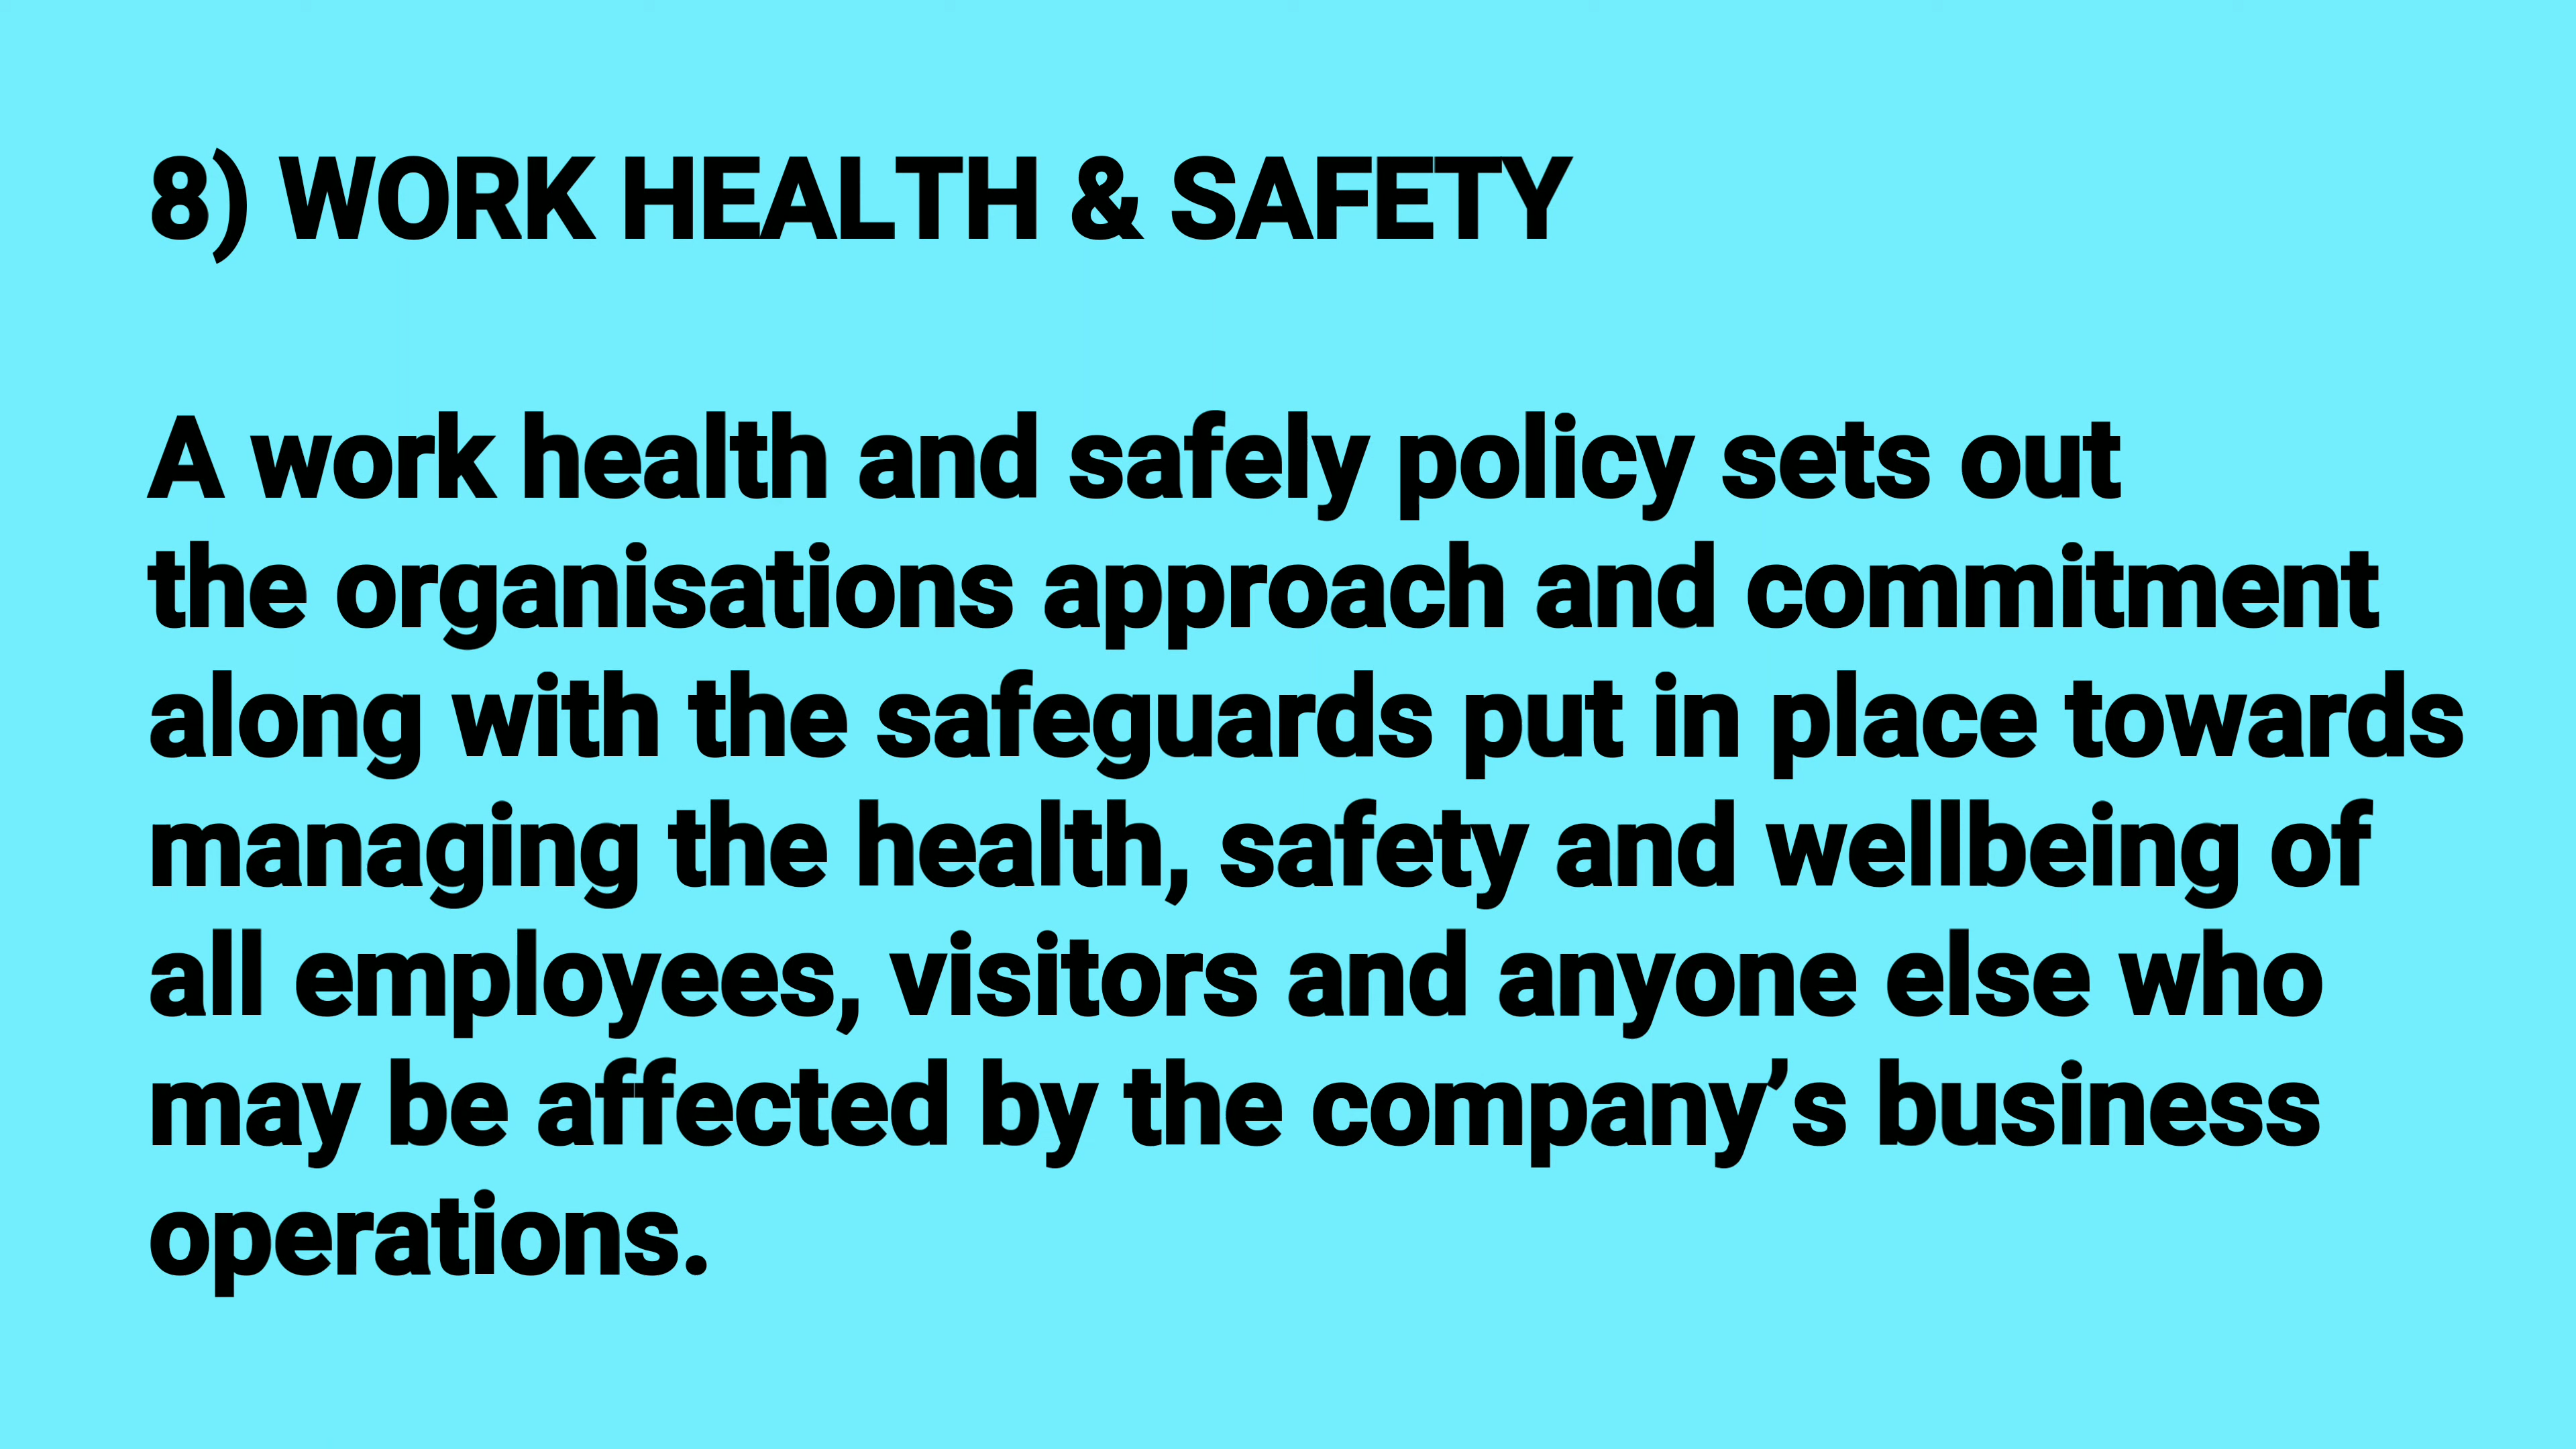 8) WORK HEALTH & SAFETY
A work health and safely policy sets out
the organisations approach and commitment
along with the safeguards put in place towards
managing the health, safety and wellbeing of
all employees, visitors and anyone else who
may be affected by the company’s business
operations.